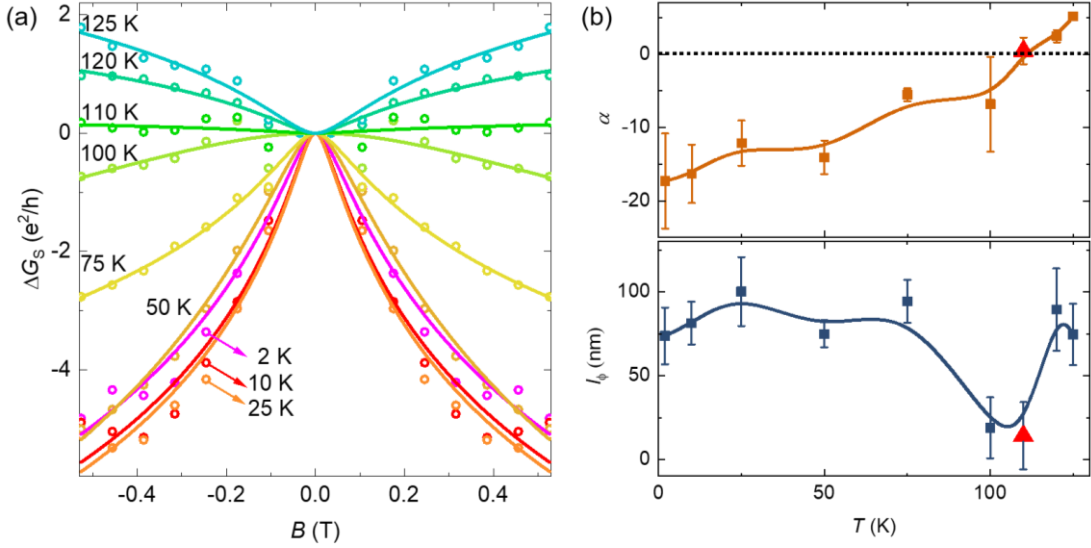 (a)
2
0
-2
-4
ΔG_S (e²/h)
125 K
120 K
110 K
100 K
75 K
50 K
2 K
10 K
25 K
-0.4
-0.2
0.0
0.2
0.4
B (T)
(b)
0
-10
-20
α
100
50
0
l_ϕ (nm)
0
50
100
T (K)